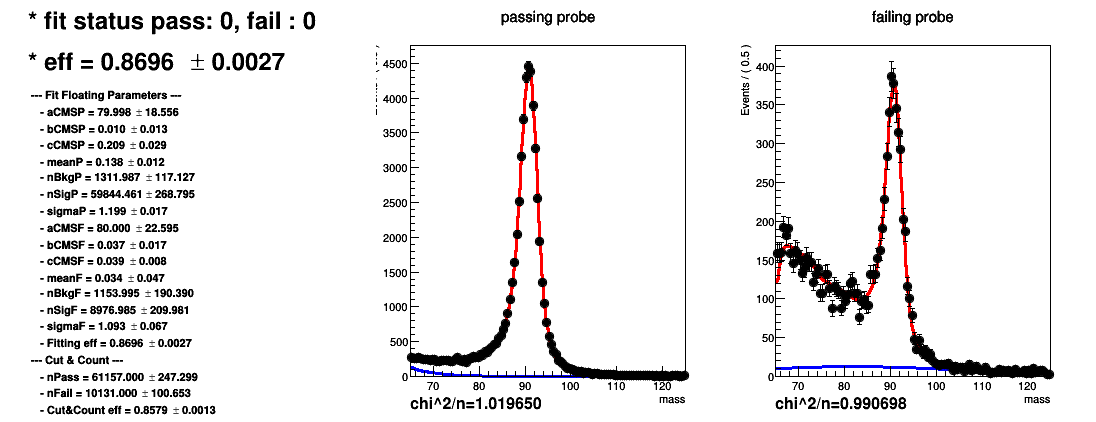 * fit status pass: 0, fail : 0
* eff = 0.8696 ± 0.0027
--- Fit Floating Parameters ---
- aCMSP = 79.998 ± 18.556
- bCMSP = 0.010 ± 0.013
- cCMSP = 0.209 ± 0.029
- meanP = 0.138 ± 0.012
- nBkgP = 1311.987 ± 117.127
- nSigP = 59844.461 ± 268.795
- sigmaP = 1.199 ± 0.017
- aCMSF = 80.000 ± 22.595
- bCMSF = 0.037 ± 0.017
- cCMSF = 0.039 ± 0.008
- meanF = 0.034 ± 0.047
- nBkgF = 1153.995 ± 190.390
- nSigF = 8976.985 ± 209.981
- sigmaF = 1.093 ± 0.067
- Fitting eff = 0.8696 ± 0.0027
--- Cut & Count ---
- nPass = 61157.000 ± 247.299
- nFail = 10131.000 ± 100.653
- Cut&Count eff = 0.8579 ± 0.0013
passing probe
4500
4000
3500
3000
2500
2000
1500
1000
500
0
70 80 90 100 110 120
mass
chi^2/n=1.019650
failing probe
Events / ( 0.5 )
400
350
300
250
200
150
100
50
0
70 80 90 100 110 120
mass
chi^2/n=0.990698